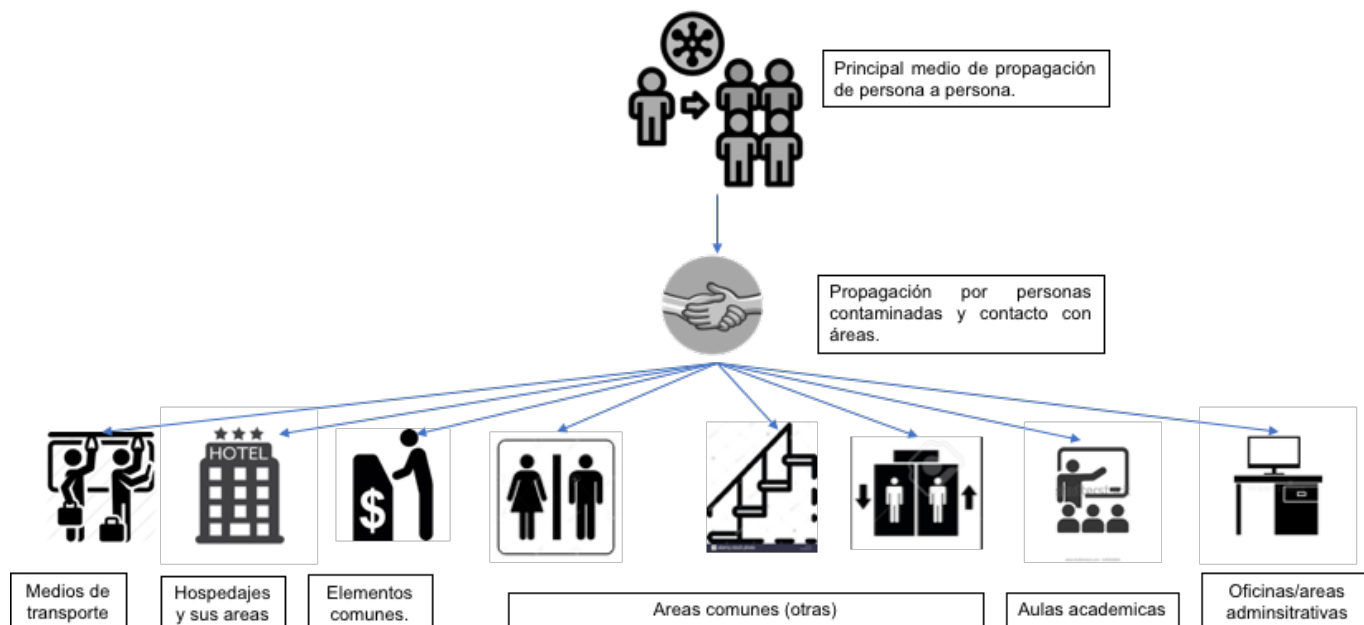 Principal medio de propagación
de persona a persona.
Propagación por personas
contaminadas y contacto con
áreas.
HOTEL
$
Medios de
transporte
Hospedajes
y sus areas
Elementos
comunes.
Areas comunes (otras)
Aulas academicas
Oficinas/areas
adminsitrativas